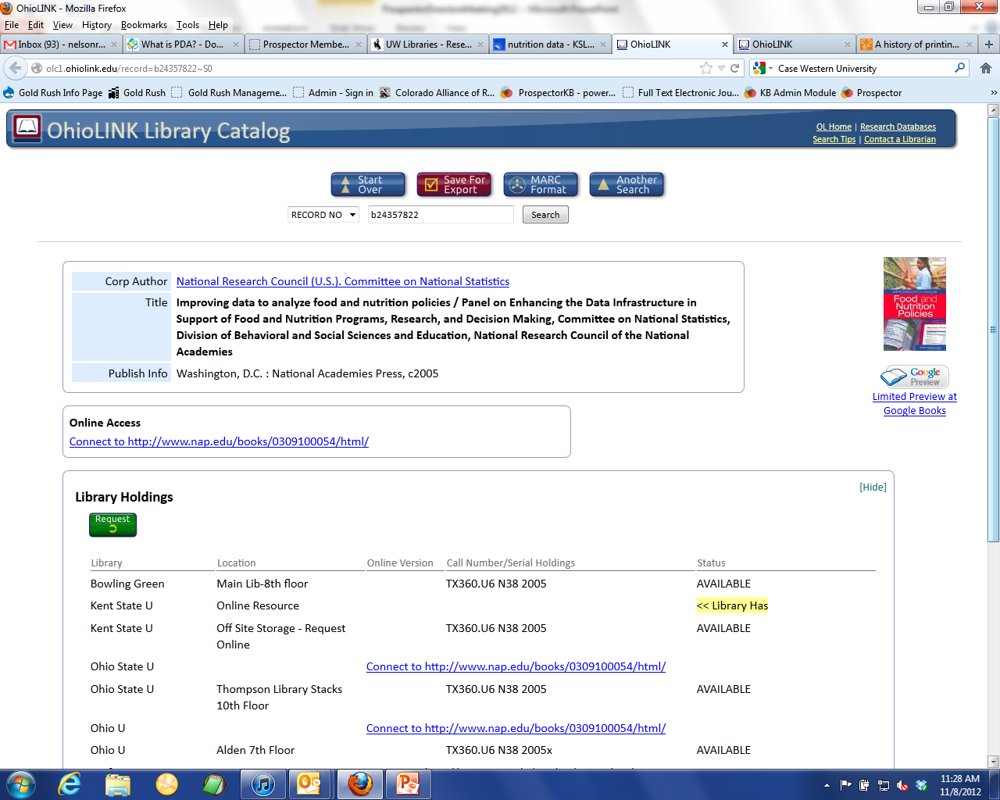 OhioLINK - Mozilla Firefox
File Edit View History Bookmarks Tools Help
Inbox (93) - nelsonr... What is PDA? - Do... Prospector Membe... UW Libraries - Rese... nutrition data - KSL... OhioLINK OhioLINK A history of printin...
olc1.ohiolink.edu/record=b24357822~S0 Case Western University
Gold Rush Info Page Gold Rush Gold Rush Manageme... Admin - Sign in Colorado Alliance of R... ProspectorKB - power... Full Text Electronic Jou... KB Admin Module Prospector
OhioLINK Library Catalog
OL Home | Research Databases
Search Tips | Contact a Librarian
Start Over
Save For Export
MARC Format
Another Search
RECORD NO b24357822 Search
Corp Author National Research Council (U.S.). Committee on National Statistics
Title Improving data to analyze food and nutrition policies / Panel on Enhancing the Data Infrastructure in
Support of Food and Nutrition Programs, Research, and Decision Making, Committee on National Statistics,
Division of Behavioral and Social Sciences and Education, National Research Council of the National
Academies
Publish Info Washington, D.C. : National Academies Press, c2005
IMPROVING DATA TO ANALYZE
Food and
Nutrition
Policies
Google
Preview
Limited Preview at
Google Books
Online Access
Connect to http://www.nap.edu/books/0309100054/html/
[Hide]
Library Holdings
Request
Library Location Online Version Call Number/Serial Holdings Status
Bowling Green Main Lib-8th floor TX360.U6 N38 2005 AVAILABLE
Kent State U Online Resource << Library Has
Kent State U Off Site Storage - Request TX360.U6 N38 2005 AVAILABLE
Online
Ohio State U Connect to http://www.nap.edu/books/0309100054/html/
Ohio State U Thompson Library Stacks TX360.U6 N38 2005 AVAILABLE
10th Floor
Ohio U Connect to http://www.nap.edu/books/0309100054/html/
Ohio U Alden 7th Floor TX360.U6 N38 2005x AVAILABLE
11:28 AM
11/8/2012